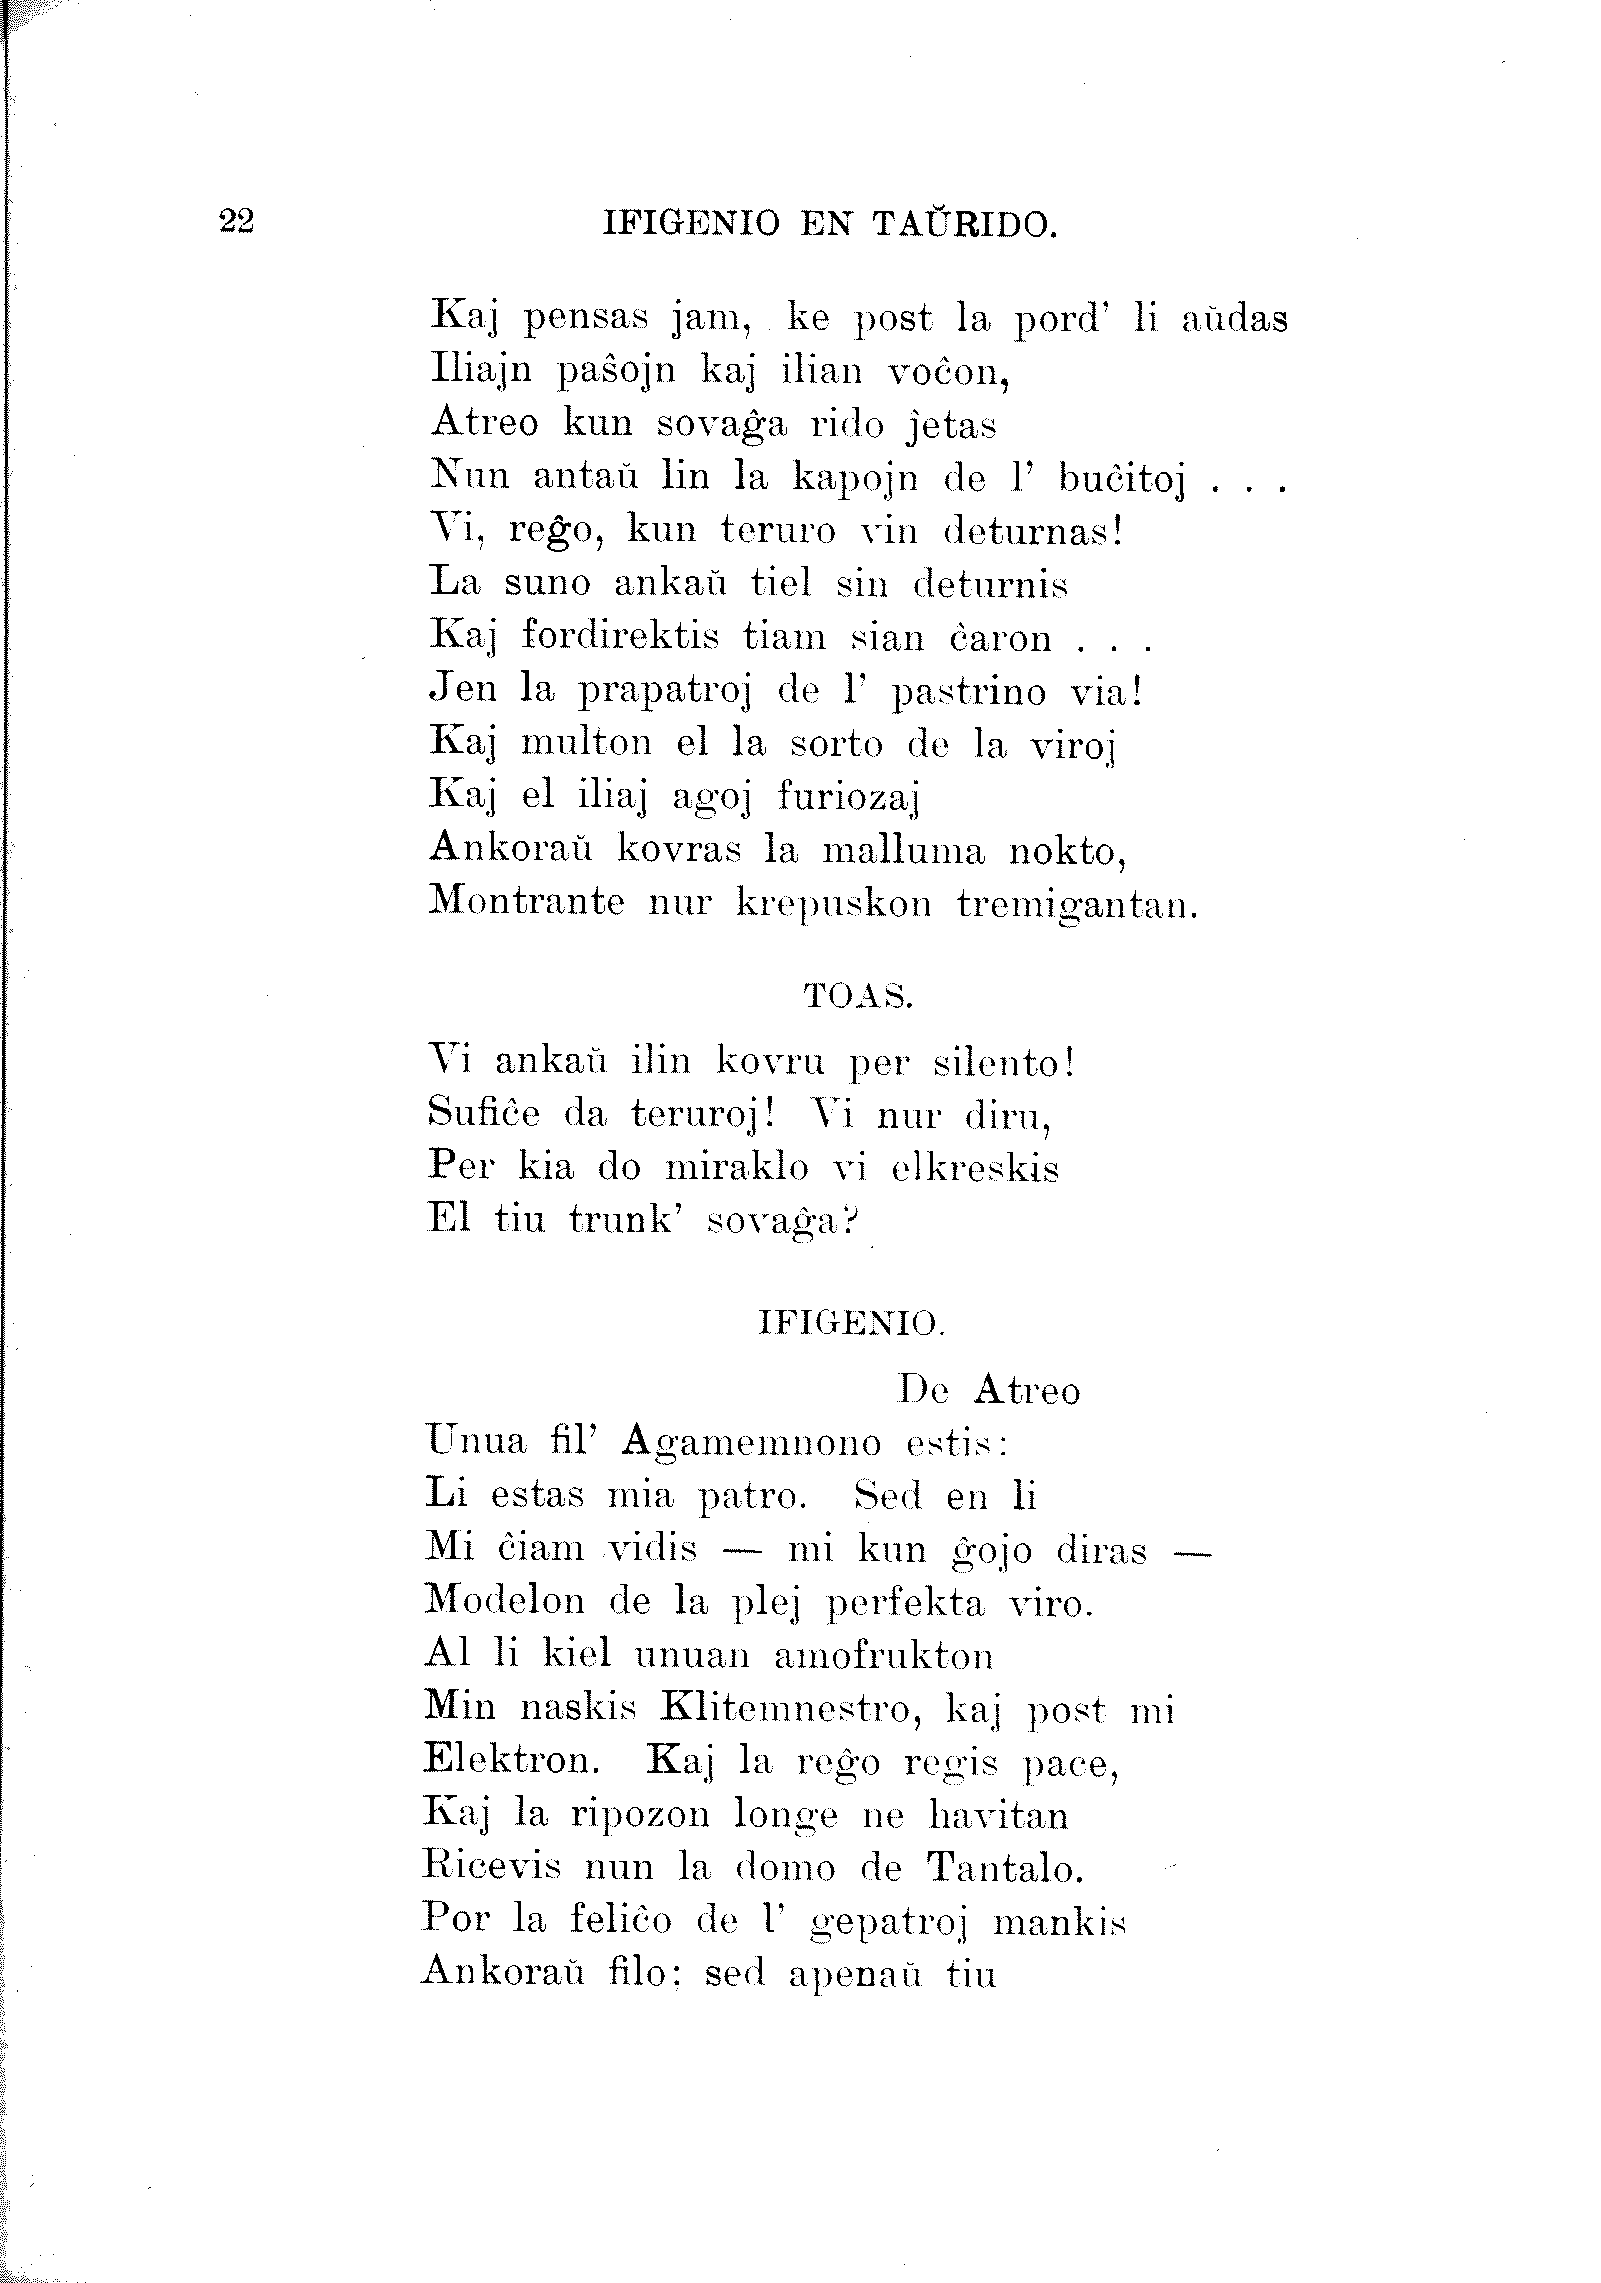 22 IFIGENIO EN TAŬRIDO.
Kaj pensas jam, ke post la pord' li aŭdas
Iliajn paŝojn kaj ilian voĉon,
Atreo kun sovaĝa rido ĵetas
Nun antaŭ lin la kapojn de l' buĉitoj . . .
Vi, reĝo, kun teruro vin deturnas!
La suno ankaŭ tiel sin deturnis
Kaj fordirektis tiam sian ĉaron . . .
Jen la prapatroj de l' pastrino via!
Kaj multon el la sorto de la viroj
Kaj el iliaj agoj furiozaj
Ankoraŭ kovras la malluma nokto,
Montrante nur krepuskon tremigantan.
TOAS.
Vi ankaŭ ilin kovru per silento!
Sufiĉe da teruroj! Vi nur diru,
Per kia do miraklo vi elkreskis
El tiu trunk' sovaĝa?
IFIGENIO.
De Atreo
Unua fil' Agamemnono estis:
Li estas mia patro. Sed en li
Mi ĉiam vidis — mi kun ĝojo diras —
Modelon de la plej perfekta viro.
Al li kiel unuan amofrukton
Min naskis Klitemnestro, kaj post mi
Elektron. Kaj la reĝo regis pace,
Kaj la ripozon longe ne havitan
Ricevis nun la domo de Tantalo.
Por la feliĉo de l' gepatroj mankis
Ankoraŭ filo; sed apenaŭ tiu